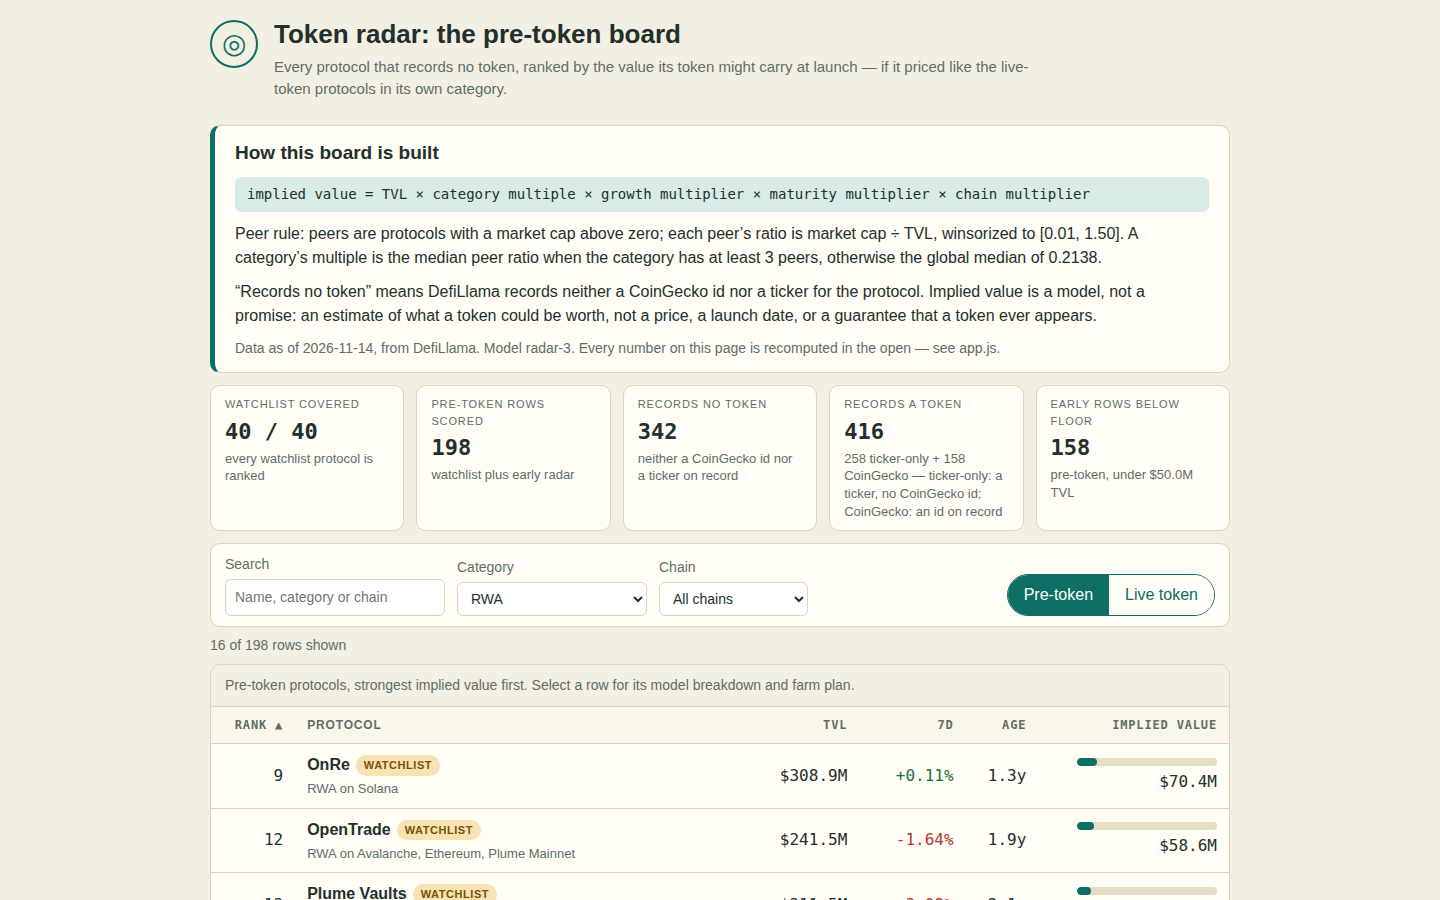 Token radar: the pre-token board
Every protocol that records no token, ranked by the value its token might carry at launch — if it priced like the live-
token protocols in its own category.
How this board is built
implied value = TVL × category multiple × growth multiplier × maturity multiplier × chain multiplier
Peer rule: peers are protocols with a market cap above zero; each peer’s ratio is market cap ÷ TVL, winsorized to [0.01, 1.50]. A
category’s multiple is the median peer ratio when the category has at least 3 peers, otherwise the global median of 0.2138.
“Records no token” means DefiLlama records neither a CoinGecko id nor a ticker for the protocol. Implied value is a model, not a
promise: an estimate of what a token could be worth, not a price, a launch date, or a guarantee that a token ever appears.
Data as of 2026-11-14, from DefiLlama. Model radar-3. Every number on this page is recomputed in the open — see app.js.
WATCHLIST COVERED
40 / 40
every watchlist protocol is
ranked
PRE-TOKEN ROWS
SCORED
198
watchlist plus early radar
RECORDS NO TOKEN
342
neither a CoinGecko id nor
a ticker on record
RECORDS A TOKEN
416
258 ticker-only + 158
CoinGecko — ticker-only: a
ticker, no CoinGecko id;
CoinGecko: an id on record
EARLY ROWS BELOW
FLOOR
158
pre-token, under $50.0M
TVL
Search
Name, category or chain
Category
RWA
Chain
All chains
Pre-token
Live token
16 of 198 rows shown
Pre-token protocols, strongest implied value first. Select a row for its model breakdown and farm plan.
RANK ▲ PROTOCOL TVL 7D AGE IMPLIED VALUE
9 OnRe WATCHLIST $308.9M +0.11% 1.3y $70.4M
RWA on Solana
12 OpenTrade WATCHLIST $241.5M -1.64% 1.9y $58.6M
RWA on Avalanche, Ethereum, Plume Mainnet
Plume Vaults WATCHLIST